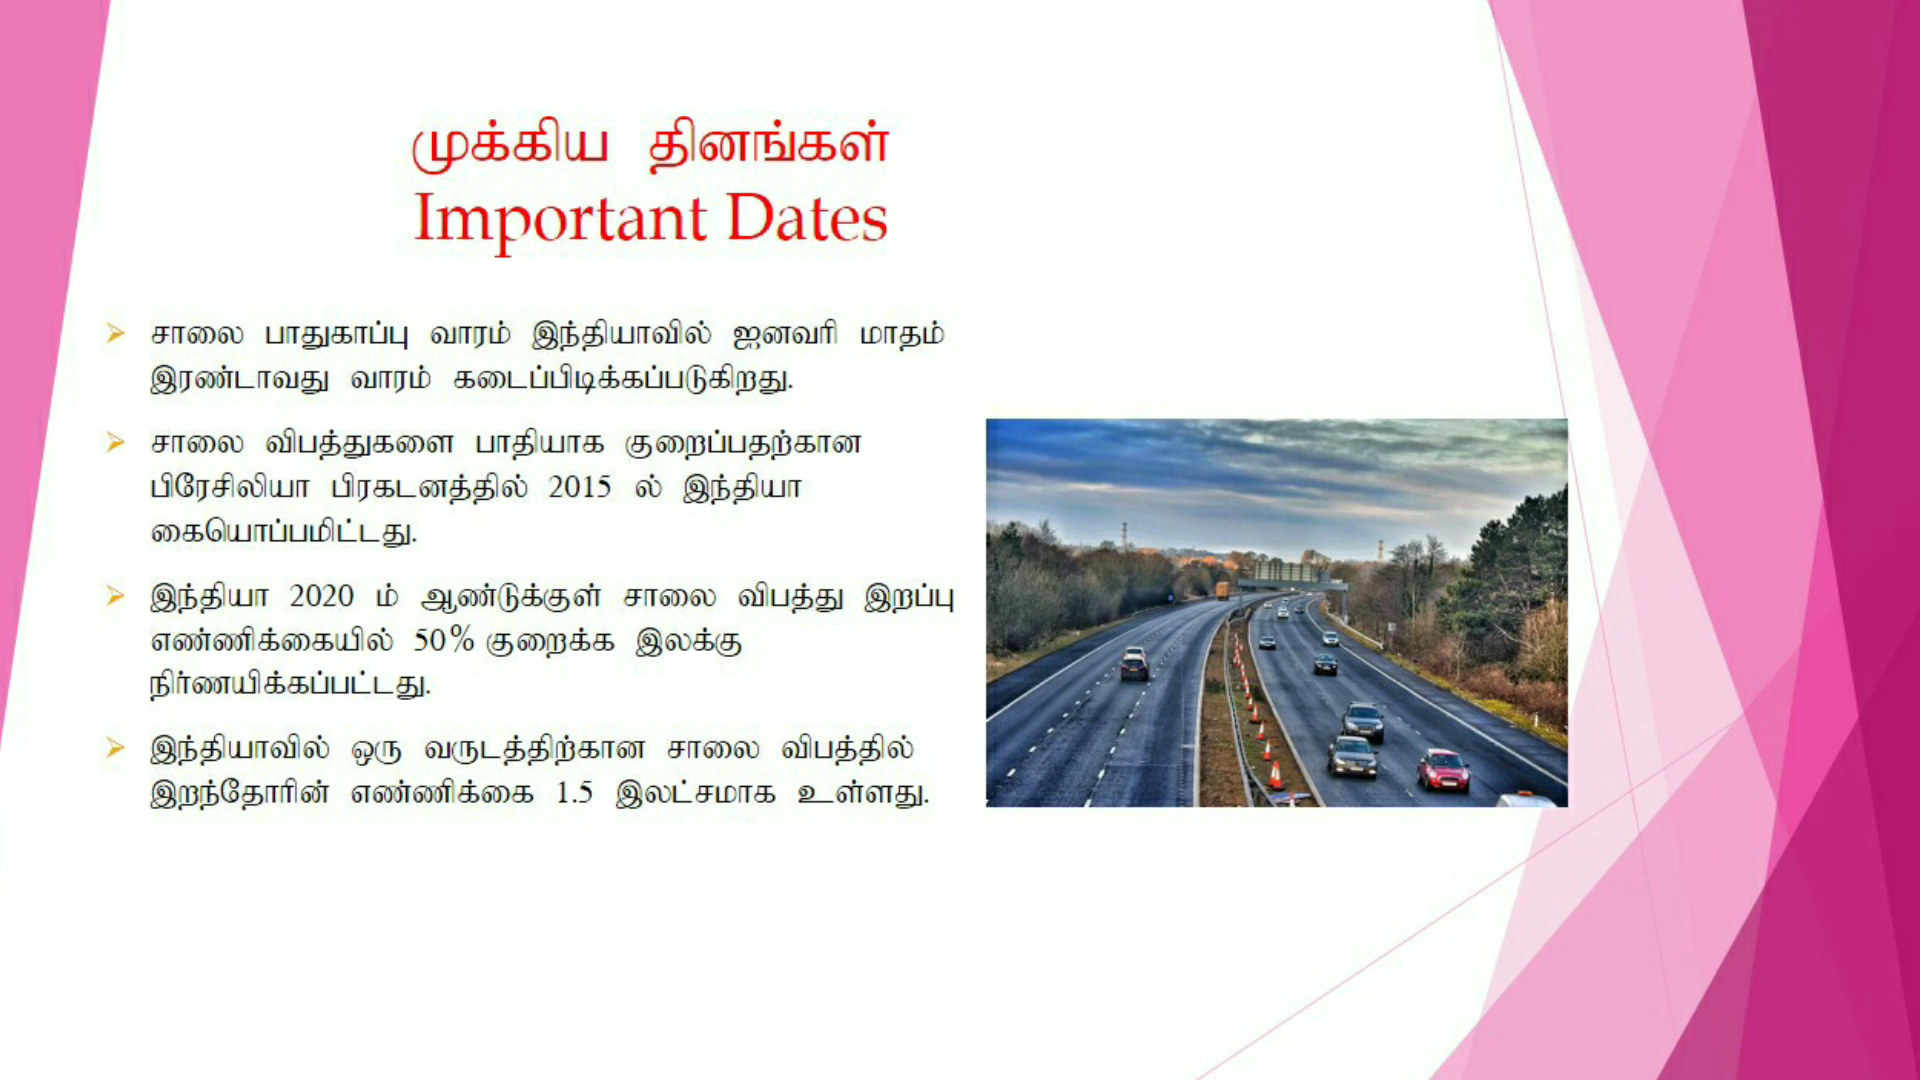 முக்கிய தினங்கள்
Important Dates
சாலை பாதுகாப்பு வாரம் இந்தியாவில் ஜனவரி மாதம்
இரண்டாவது வாரம் கடைப்பிடிக்கப்படுகிறது.
சாலை விபத்துகளை பாதியாக குறைப்பதற்கான
பிரேசிலியா பிரகடனத்தில் 2015 ல் இந்தியா
கையொப்பமிட்டது.
இந்தியா 2020 ம் ஆண்டுக்குள் சாலை விபத்து இறப்பு
எண்ணிக்கையில் 50% குறைக்க இலக்கு
நிர்ணயிக்கப்பட்டது.
இந்தியாவில் ஒரு வருடத்திற்கான சாலை விபத்தில்
இறந்தோரின் எண்ணிக்கை 1.5 இலட்சமாக உள்ளது.